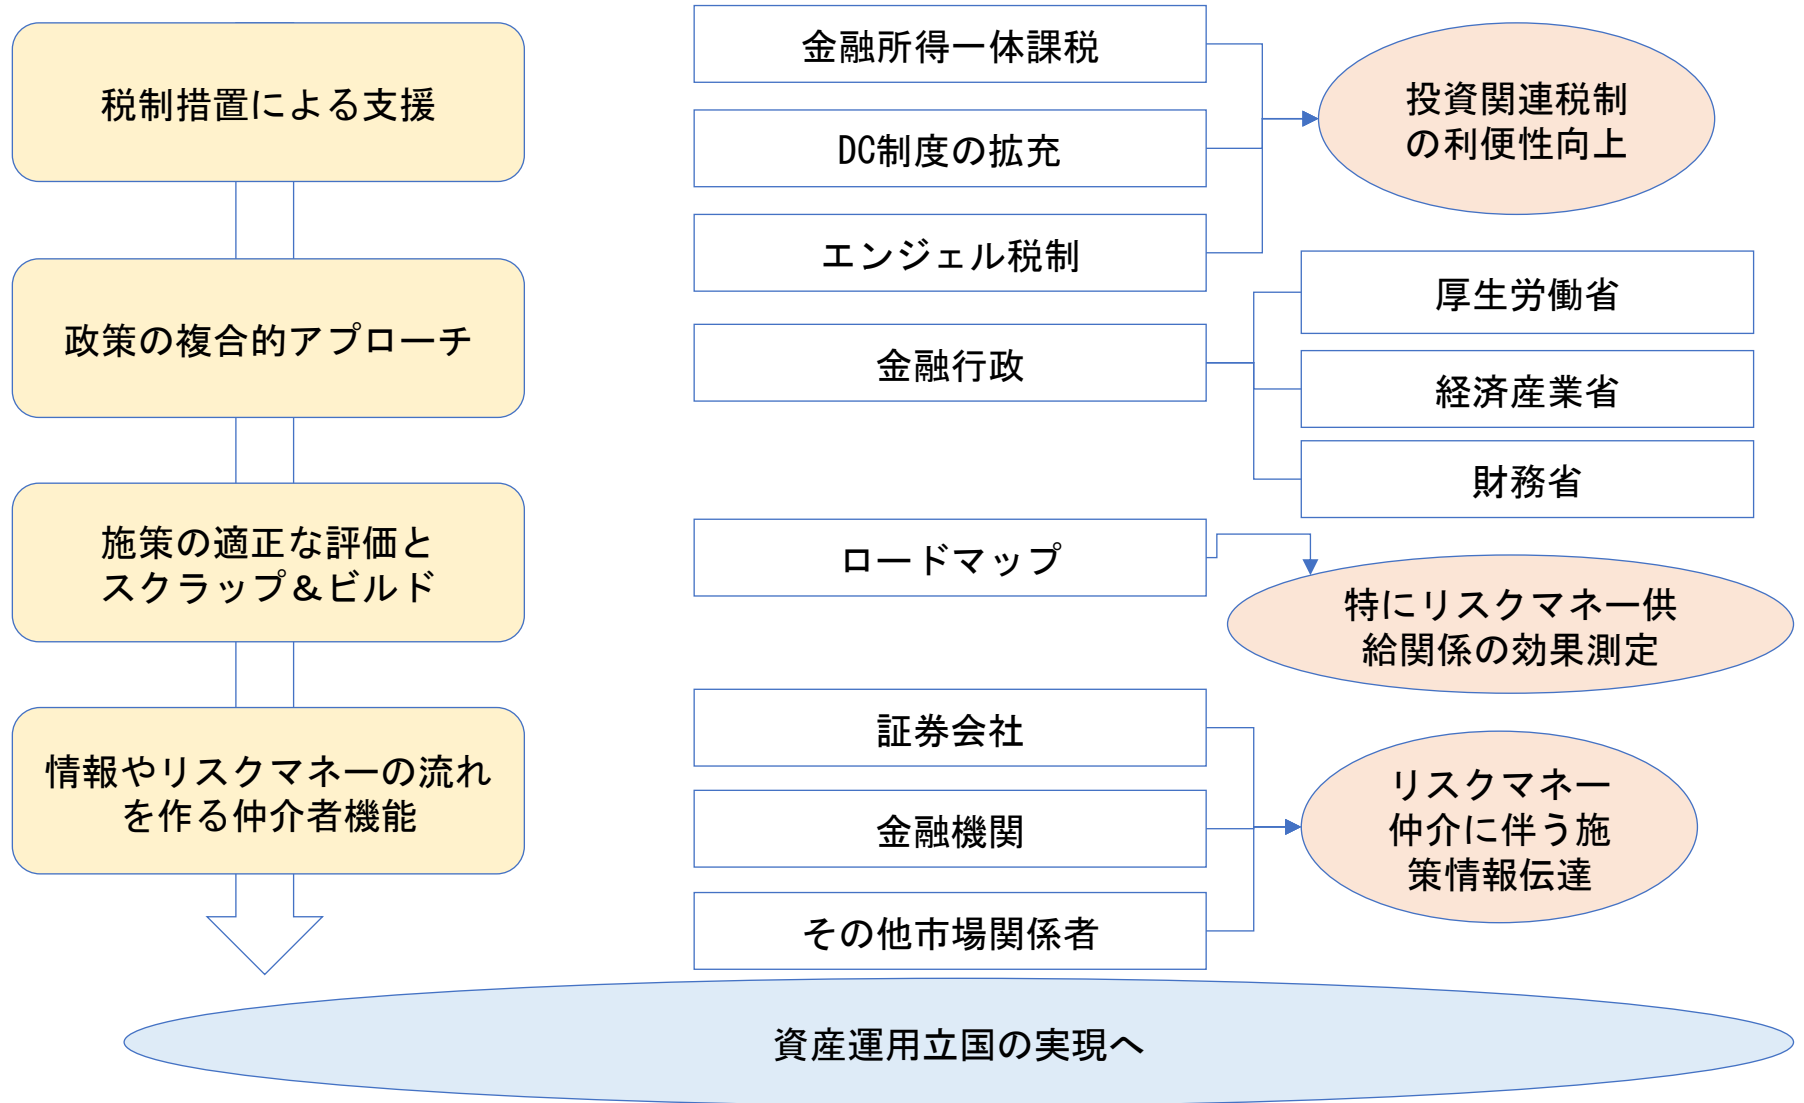 税制措置による支援
金融所得一体課税
DC制度の拡充
エンジェル税制
投資関連税制
の利便性向上
政策の複合的アプローチ
金融行政
厚生労働省
経済産業省
財務省
施策の適正な評価と
スクラップ＆ビルド
ロードマップ
特にリスクマネー供
給関係の効果測定
情報やリスクマネーの流れ
を作る仲介者機能
証券会社
金融機関
その他市場関係者
リスクマネー
仲介に伴う施
策情報伝達
資産運用立国の実現へ